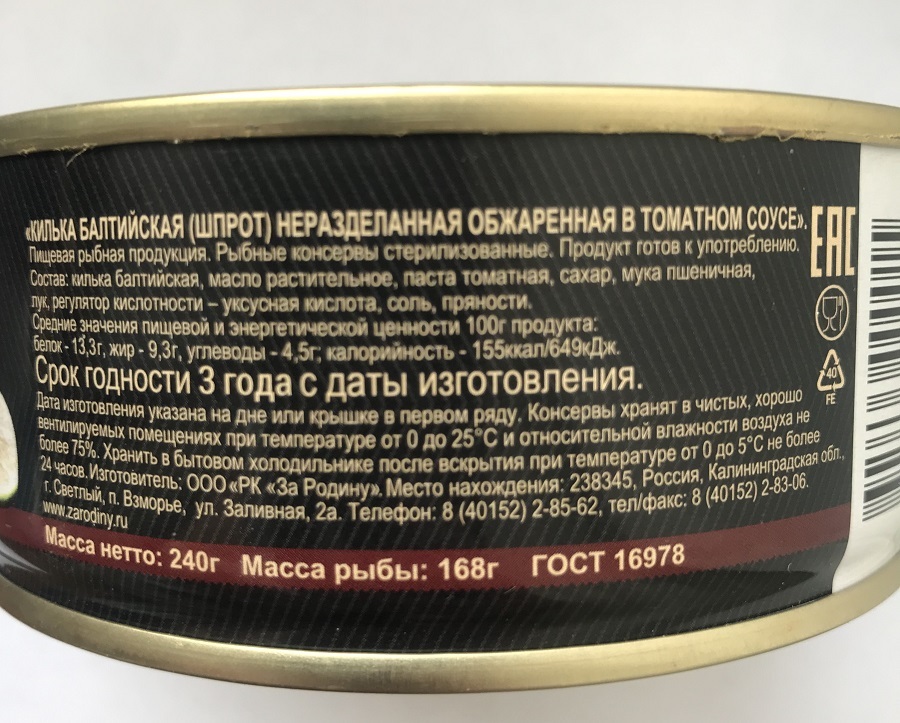 «КИЛЬКА БАЛТИЙСКАЯ (ШПРОТ) НЕРАЗДЕЛАННАЯ ОБЖАРЕННАЯ В ТОМАТНОМ СОУСЕ».
Пищевая рыбная продукция. Рыбные консервы стерилизованные. Продукт готов к употреблению.
Состав: килька балтийская, масло растительное, паста томатная, сахар, мука пшеничная,
лук, регулятор кислотности – уксусная кислота, соль, пряности.
Средние значения пищевой и энергетической ценности 100г продукта:
белок - 13,3г, жир - 9,3г, углеводы - 4,5г; калорийность - 155ккал/649кДж.
Срок годности 3 года с даты изготовления.
Дата изготовления указана на дне или крышке в первом ряду. Консервы хранят в чистых, хорошо
вентилируемых помещениях при температуре от 0 до 25°С и относительной влажности воздуха не
более 75%. Хранить в бытовом холодильнике после вскрытия при температуре от 0 до 5°С не более
24 часов. Изготовитель: ООО «РК «За Родину». Место нахождения: 238345, Россия, Калининградская обл.,
г. Светлый, п. Взморье, ул. Заливная, 2а. Телефон: 8 (40152) 2-85-62, тел/факс: 8 (40152) 2-83-06.
www.zarodiny.ru
Масса нетто: 240г Масса рыбы: 168г ГОСТ 16978
ЕАС
40
FE